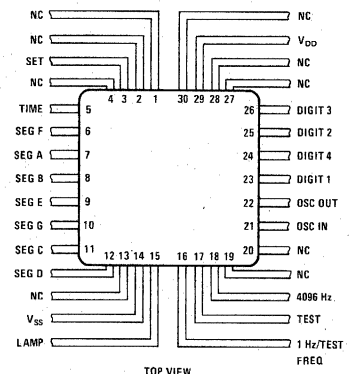 NC NC
NC V_DD
SET NC
NC NC
4 3 2 1 30 29 28 27
TIME 5 26 DIGIT 3
SEG F 6 25 DIGIT 2
SEG A 7 24 DIGIT 4
SEG B 8 23 DIGIT 1
SEG E 9 22 OSC OUT
SEG G 10 21 OSC IN
SEG C 11 20 NC
12 13 14 15 16 17 18 19
SEG D NC
NC 4096 Hz
V_SS TEST
LAMP 1 Hz/TEST
FREQ
TOP VIEW